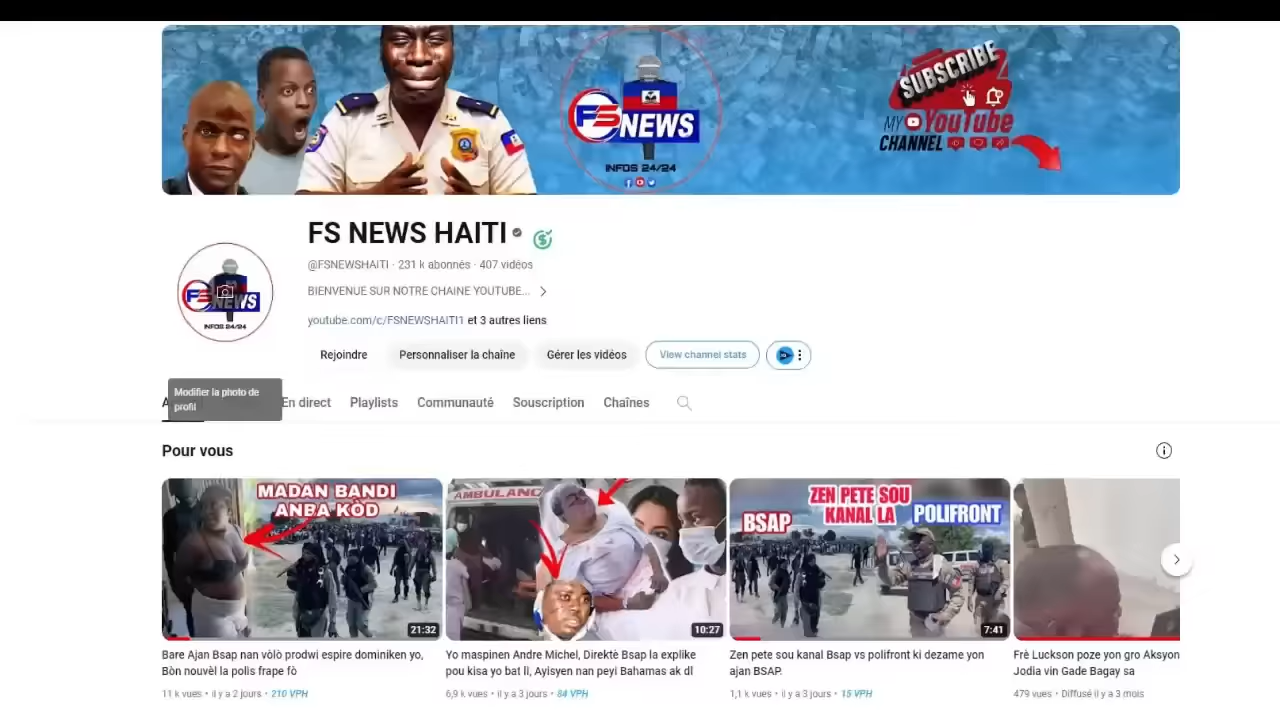 SUBSCRIBE
MY YouTube
CHANNEL
FS NEWS
INFOS 24/24
FS NEWS HAITI
@FSNEWSHAITI · 231 k abonnés · 407 vidéos
BIENVENUE SUR NOTRE CHAINE YOUTUBE...
youtube.com/c/FSNEWSHAITI1 et 3 autres liens
FS NEWS
INFOS 24/24
Rejoindre
Personnaliser la chaîne
Gérer les vidéos
View channel stats
Modifier la photo de
profil
En direct
Playlists
Communauté
Souscription
Chaînes
Pour vous
MADAN BANDI
ANBA KÒD
21:32
AMBULANC
10:27
ZEN PETE SOU
KANAL LA
BSAP
POLIFRONT
7:41
Bare Ajan Bsap nan vòlò prodwi espire dominiken yo,
Bòn nouvèl la polis frape fò
11 k vues • il y a 2 jours • 210 VPH
Yo maspinen Andre Michel, Direktè Bsap la eksplike
pou kisa yo bat li, Ayisyen nan peyi Bahamas ak dl
6,9 k vues • il y a 3 jours • 84 VPH
Zen pete sou kanal Bsap vs polifront ki dezame yon
ajan BSAP.
1,1 k vues • il y a 3 jours • 15 VPH
Frè Luckson poze yon gro Aksyon
Jodia vin Gade Bagay sa
479 vues • Diffusé il y a 3 mois